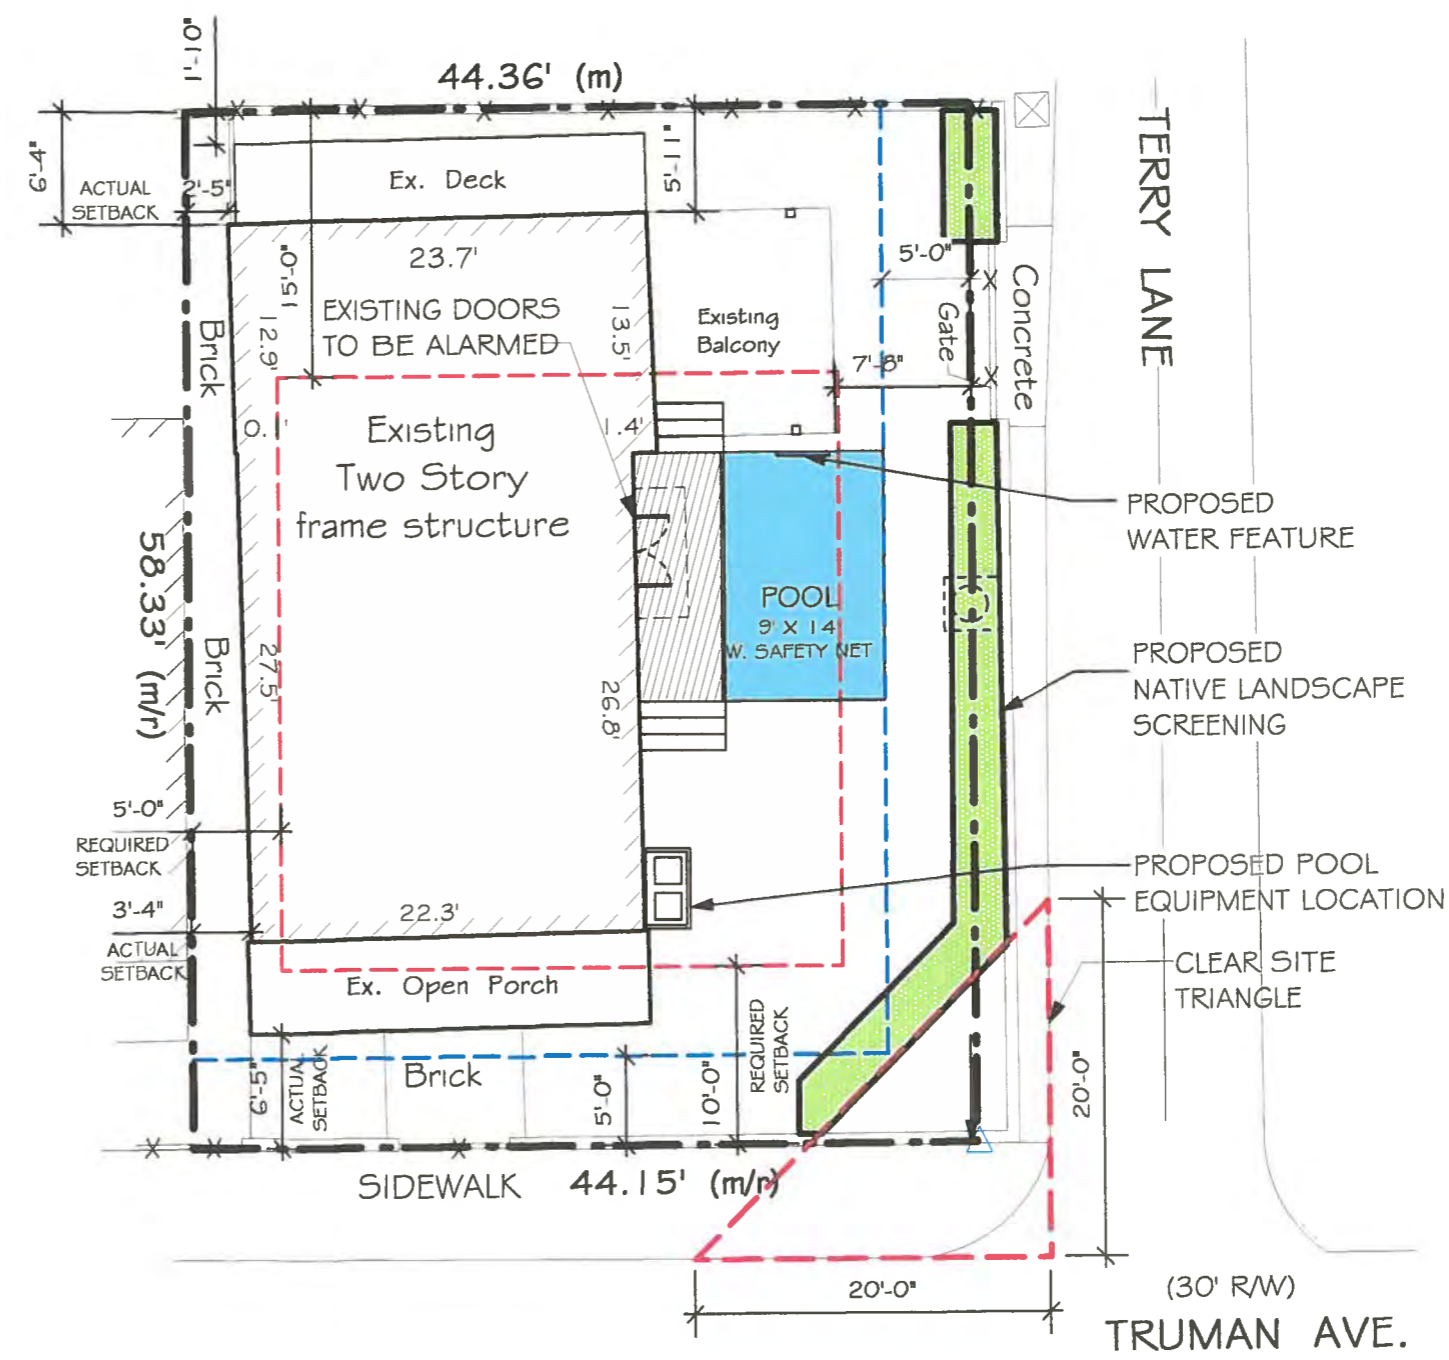 1'-10"
44.36' (m)
6'-4"
ACTUAL
SETBACK
2'-5"
Ex. Deck
5'-11"
TERRY LANE
23.7'
15'-0"
5'-0"
EXISTING DOORS
TO BE ALARMED
12.9'
13.5'
Existing
Balcony
Gate
Concrete
Brick
7'-8"
Existing
Two Story
frame structure
1.4'
PROPOSED
WATER FEATURE
58.33' (m/r)
POOL
9' X 14
W. SAFETY NET
Brick
27.5'
26.8'
PROPOSED
NATIVE LANDSCAPE
SCREENING
5'-0"
REQUIRED
SETBACK
3'-4"
ACTUAL
SETBACK
22.3'
PROPOSED POOL
EQUIPMENT LOCATION
Ex. Open Porch
CLEAR SITE
TRIANGLE
REQUIRED
SETBACK
6'-5"
ACTUAL
SETBACK
Brick
5'-0"
10'-0"
20'-0"
SIDEWALK
44.15' (m/r)
20'-0"
(30' R/W)
TRUMAN AVE.